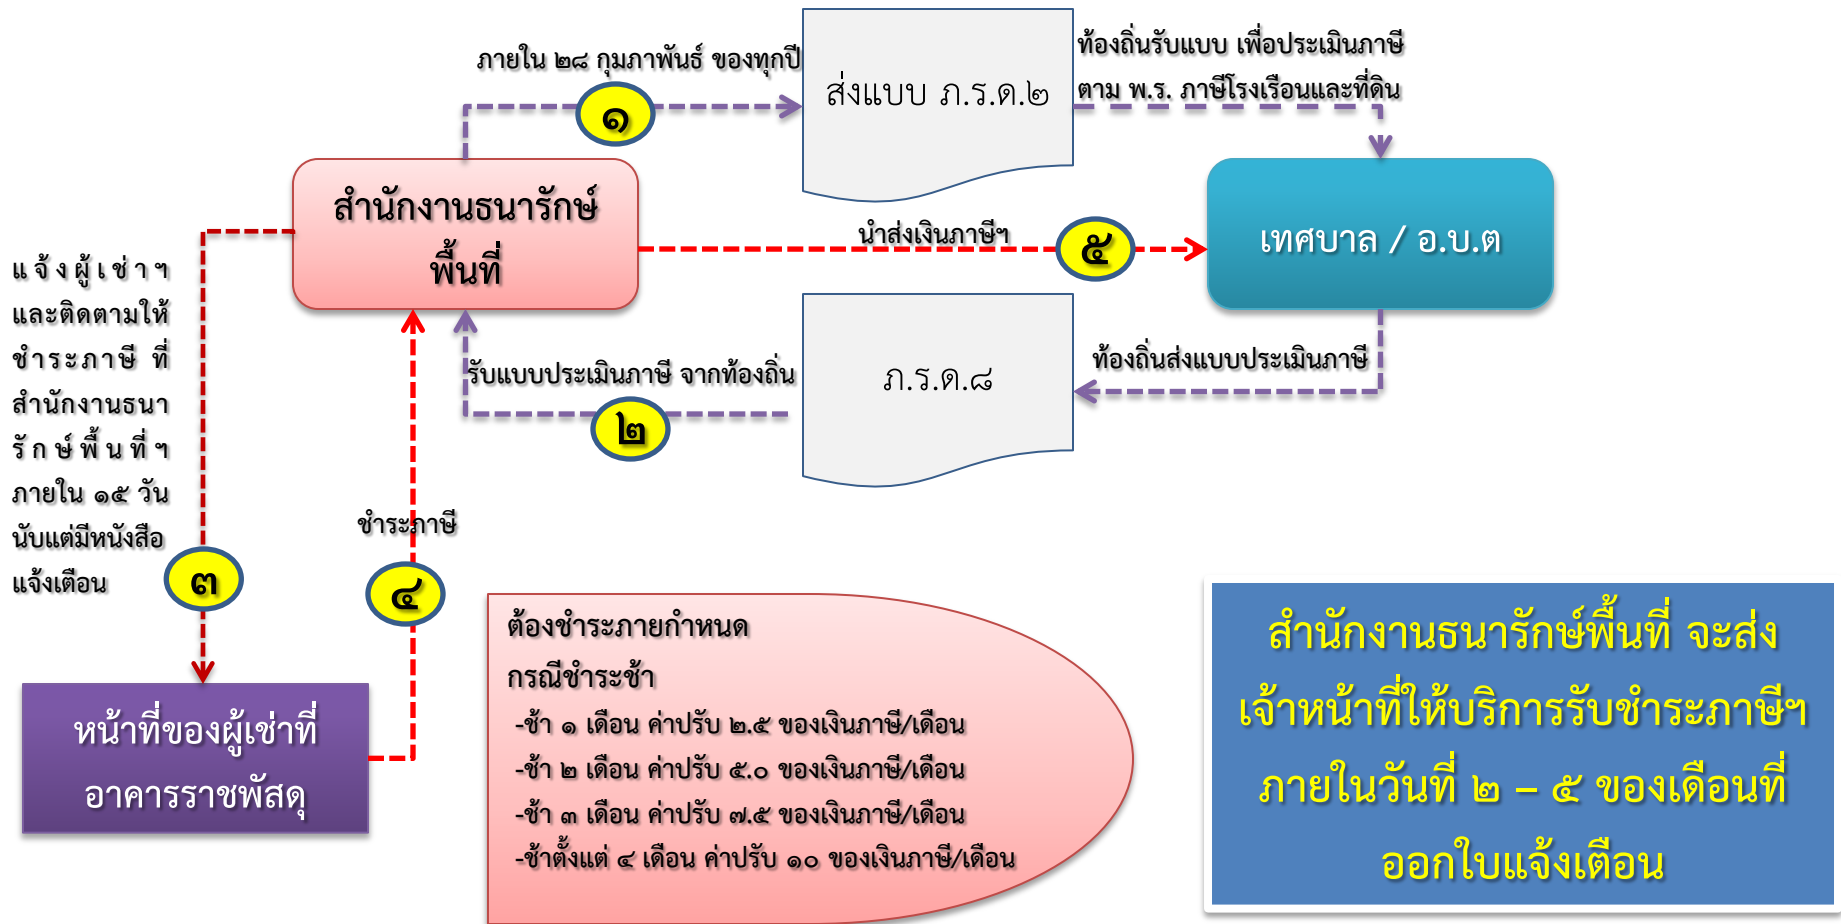 ภายใน ๒๘ กุมภาพันธ์ ของทุกปี
๑
ส่งแบบ ภ.ร.ด.๒
ท้องถิ่นรับแบบ เพื่อประเมินภาษี
ตาม พ.ร. ภาษีโรงเรือนและที่ดิน
สำนักงานธนารักษ์
พื้นที่
นำส่งเงินภาษีฯ
๕
เทศบาล / อ.บ.ต
แจ้งผู้เช่าฯ
และติดตามให้
ชำระภาษี ที่
สำนักงานธนา
รักษ์พื้นที่ฯ
ภายใน ๑๕ วัน
นับแต่มีหนังสือ
แจ้งเตือน
รับแบบประเมินภาษี จากท้องถิ่น
๒
ภ.ร.ด.๘
ท้องถิ่นส่งแบบประเมินภาษี
ชำระภาษี
๓
๔
หน้าที่ของผู้เช่าที่
อาคารราชพัสดุ
ต้องชำระภายกำหนด
กรณีชำระช้า
-ช้า ๑ เดือน ค่าปรับ ๒.๕ ของเงินภาษี/เดือน
-ช้า ๒ เดือน ค่าปรับ ๕.๐ ของเงินภาษี/เดือน
-ช้า ๓ เดือน ค่าปรับ ๗.๕ ของเงินภาษี/เดือน
-ช้าตั้งแต่ ๔ เดือน ค่าปรับ ๑๐ ของเงินภาษี/เดือน
สำนักงานธนารักษ์พื้นที่ จะส่ง
เจ้าหน้าที่ให้บริการรับชำระภาษีฯ
ภายในวันที่ ๒ – ๕ ของเดือนที่
ออกใบแจ้งเตือน